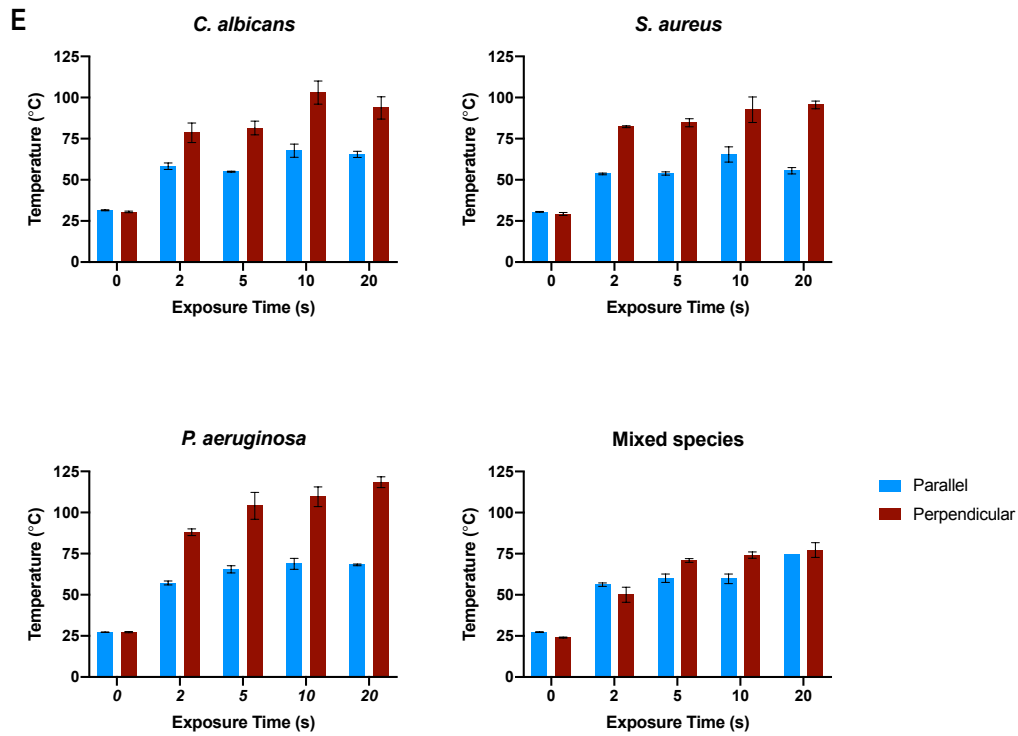 E
C. albicans
125
100
75
50
25
0
Temperature (°C)
0 2 5 10 20
Exposure Time (s)
S. aureus
125
100
75
50
25
0
Temperature (°C)
0 2 5 10 20
Exposure Time (s)
P. aeruginosa
125
100
75
50
25
0
Temperature (°C)
0 2 5 10 20
Exposure Time (s)
Mixed species
125
100
75
50
25
0
Temperature (°C)
0 2 5 10 20
Exposure Time (s)
Parallel
Perpendicular